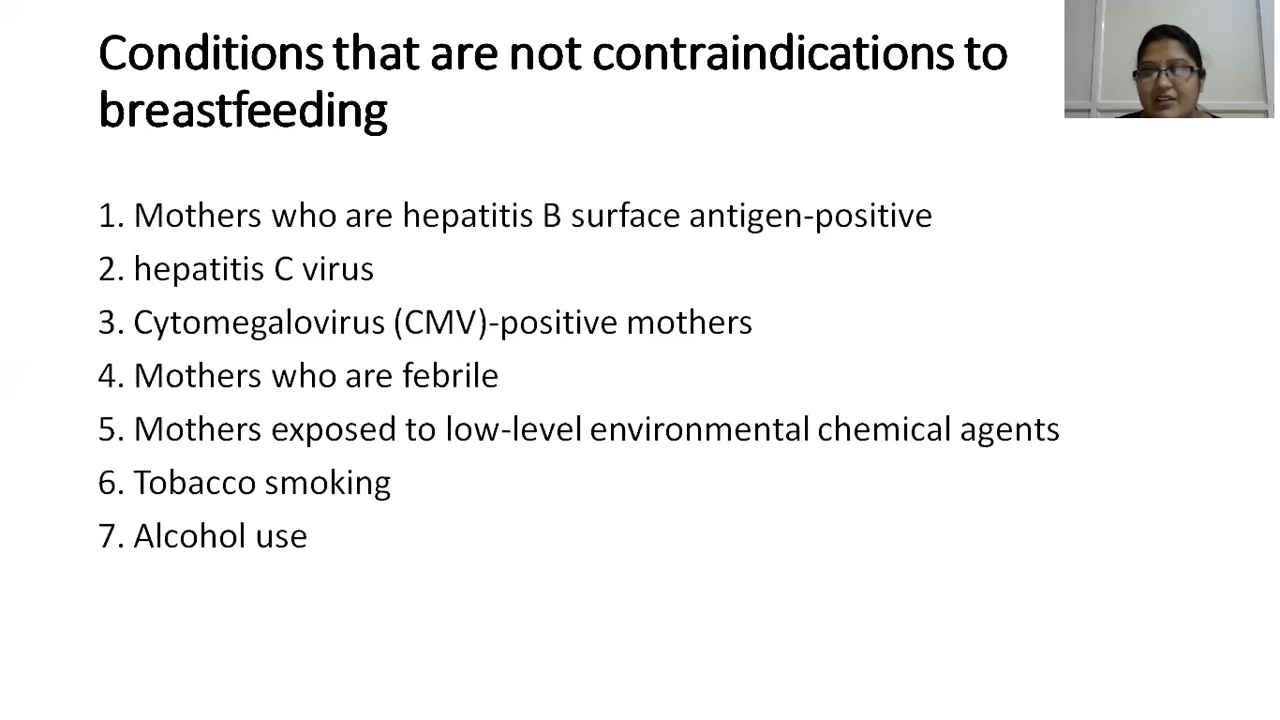 Conditions that are not contraindications to
breastfeeding
1. Mothers who are hepatitis B surface antigen-positive
2. hepatitis C virus
3. Cytomegalovirus (CMV)-positive mothers
4. Mothers who are febrile
5. Mothers exposed to low-level environmental chemical agents
6. Tobacco smoking
7. Alcohol use